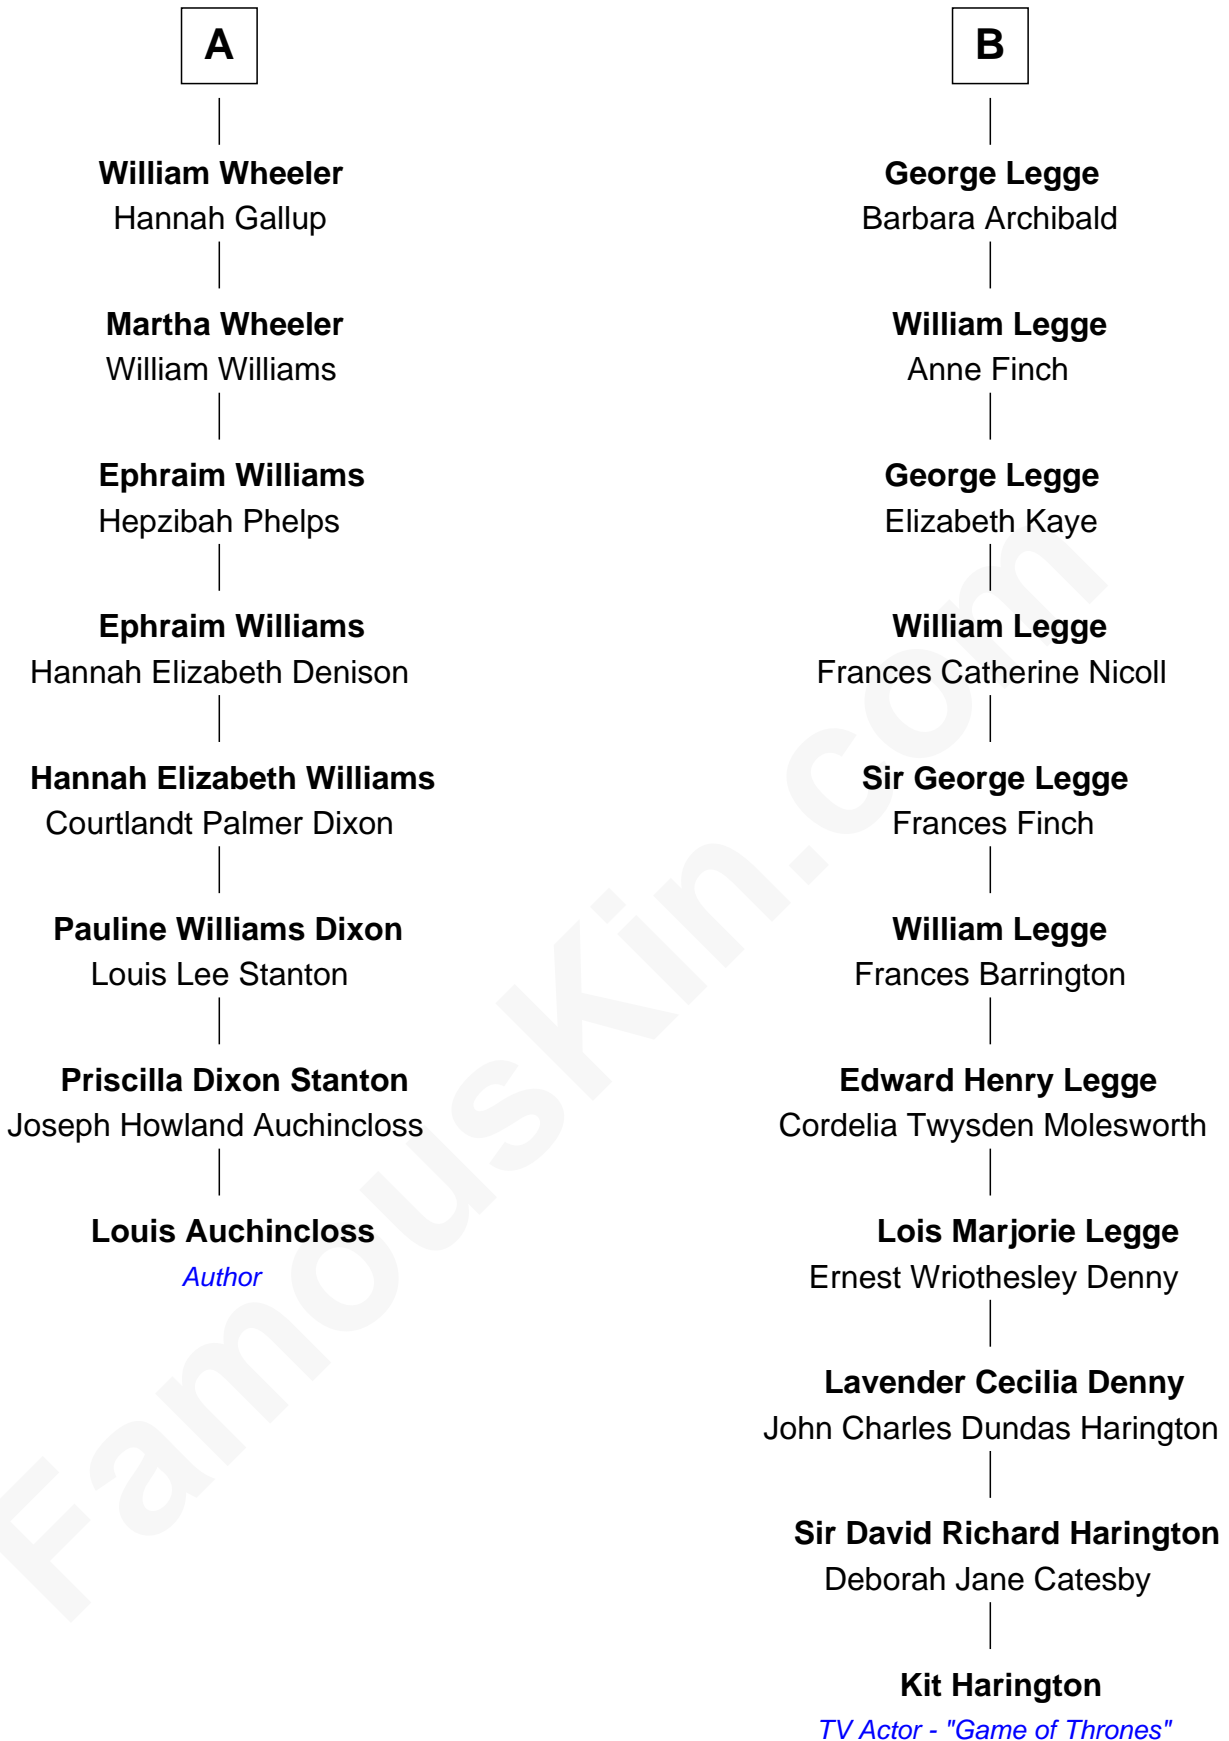 A
William Wheeler
Hannah Gallup
Martha Wheeler
William Williams
Ephraim Williams
Hepzibah Phelps
Ephraim Williams
Hannah Elizabeth Denison
Hannah Elizabeth Williams
Courtlandt Palmer Dixon
Pauline Williams Dixon
Louis Lee Stanton
Priscilla Dixon Stanton
Joseph Howland Auchincloss
Louis Auchincloss
Author
B
George Legge
Barbara Archibald
William Legge
Anne Finch
George Legge
Elizabeth Kaye
William Legge
Frances Catherine Nicoll
Sir George Legge
Frances Finch
William Legge
Frances Barrington
Edward Henry Legge
Cordelia Twysden Molesworth
Lois Marjorie Legge
Ernest Wriothesley Denny
Lavender Cecilia Denny
John Charles Dundas Harington
Sir David Richard Harington
Deborah Jane Catesby
Kit Harington
TV Actor - "Game of Thrones"
FamousKin.com